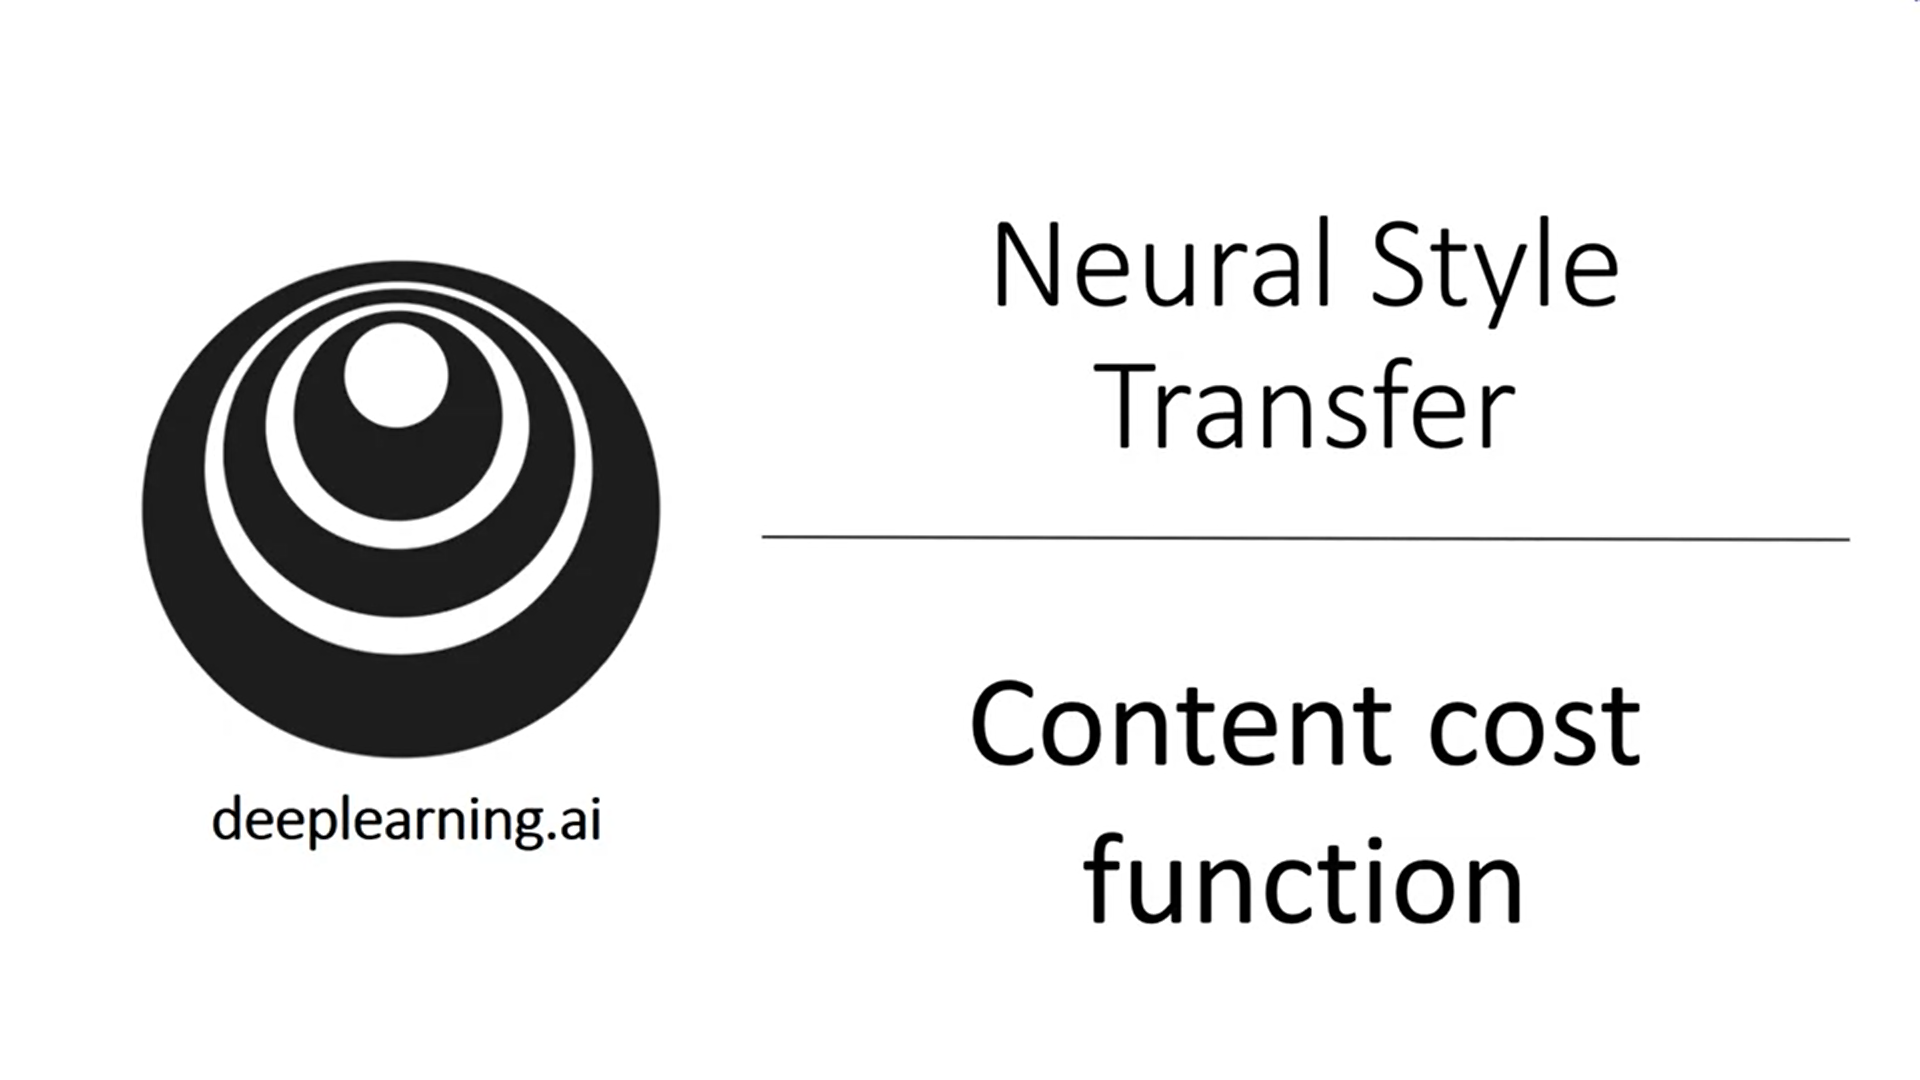 Neural Style
Transfer
Content cost
function
deeplearning.ai